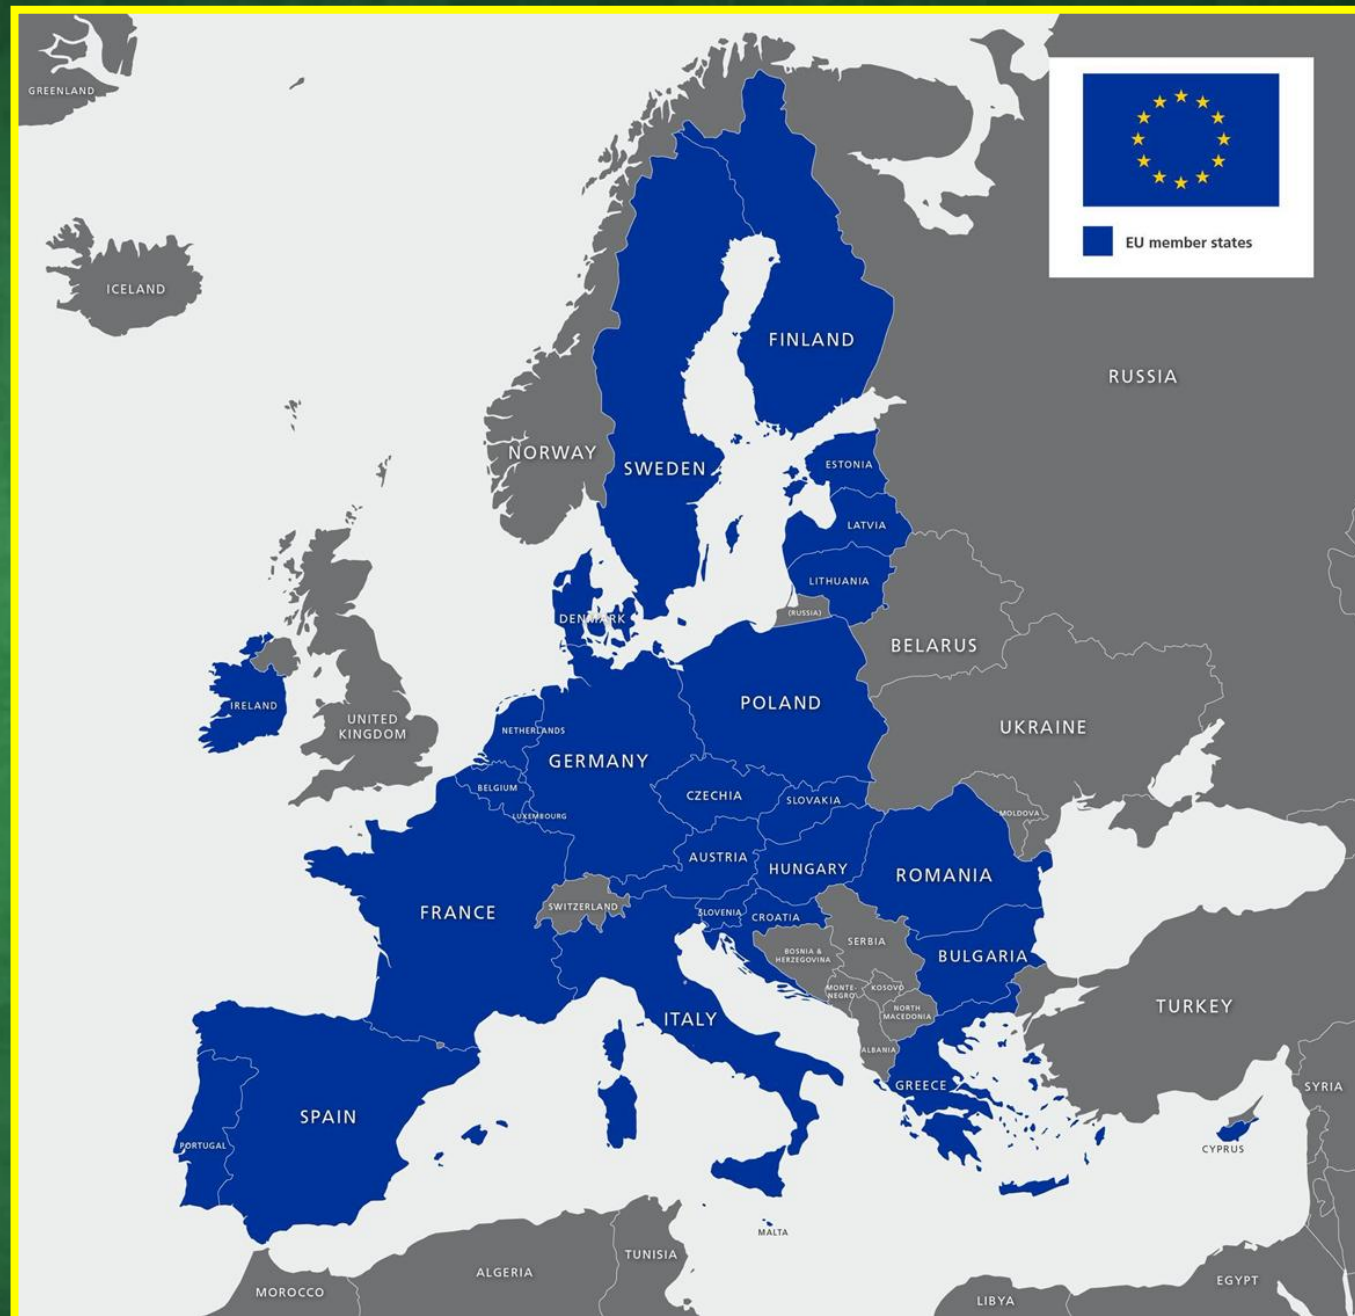 GREENLAND
EU member states
ICELAND
FINLAND
RUSSIA
NORWAY
SWEDEN
ESTONIA
LATVIA
LITHUANIA
(RUSSIA)
DENMARK
BELARUS
IRELAND
POLAND
UNITED
KINGDOM
NETHERLANDS
UKRAINE
GERMANY
BELGIUM
CZECHIA
SLOVAKIA
LUXEMBOURG
MOLDOVA
AUSTRIA
HUNGARY
ROMANIA
SWITZERLAND
FRANCE
SLOVENIA
CROATIA
SERBIA
BOSNIA &
HERZEGOVINA
BULGARIA
MONTE-
NEGRO
KOSOVO
NORTH
MACEDONIA
TURKEY
ITALY
ALBANIA
GREECE
SYRIA
SPAIN
PORTUGAL
CYPRUS
MALTA
TUNISIA
ALGERIA
MOROCCO
EGYPT
LIBYA